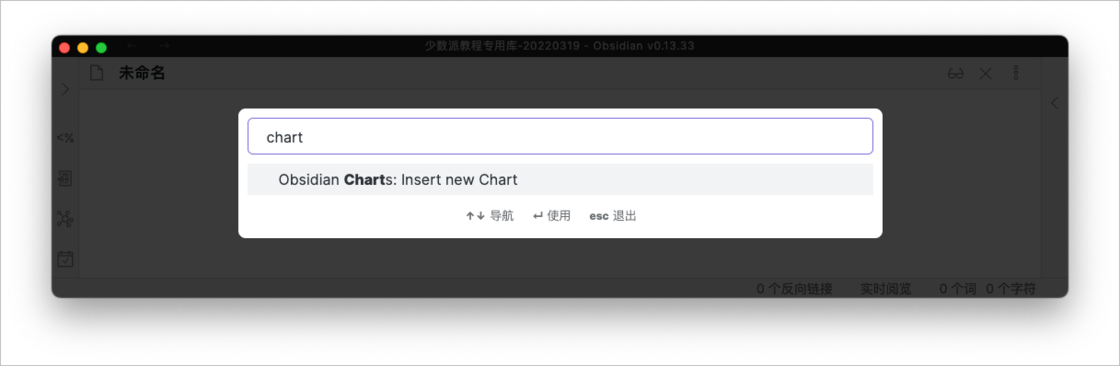 少数派教程专用库-20220319 - Obsidian v0.13.33
未命名
<%
chart
Obsidian Charts: Insert new Chart
↑↓ 导航 ↵ 使用 esc 退出
0 个反向链接 实时阅览 0 个词 0 个字符